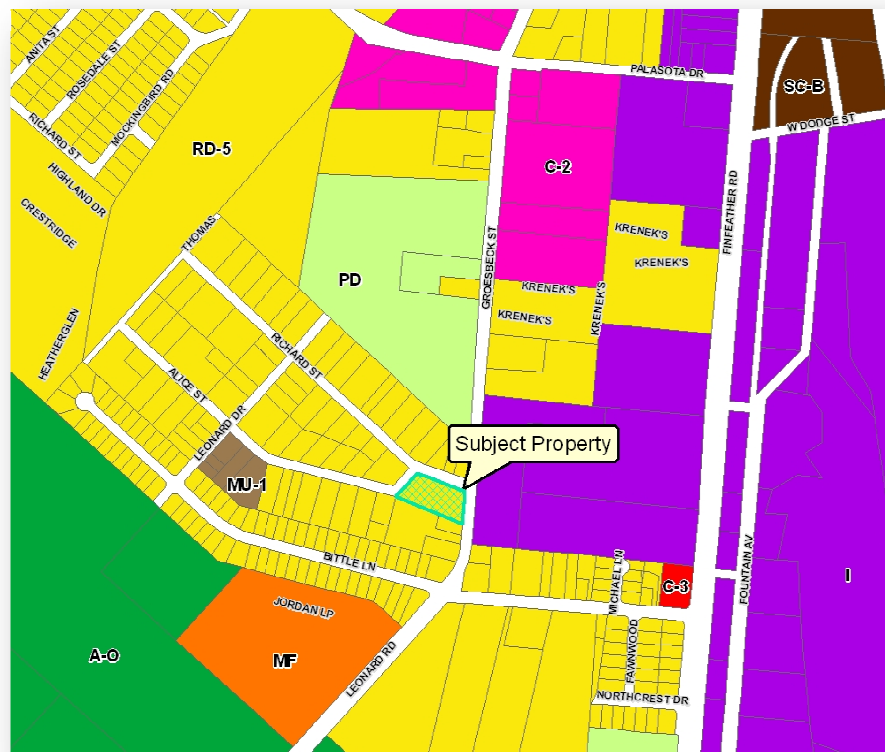 ANITA ST
ROSEDALE ST
MOCKINGBIRD RD
RICHARD ST
HIGHLAND DR
CRESTRIDGE
HEATHERGLEN
RD-5
THOMAS
PALASOTA DR
SC-B
W DODGE ST
C-2
FINFEATHER RD
GROESBECK ST
KRENEK'S
KRENEK'S
KRENEK'S
KRENEK'S
KRENEK'S
PD
RICHARD ST
ALICE ST
LEONARD DR
Subject Property
MU-1
BITTLE LN
MICHAEL LN
C-3
FOUNTAIN AV
I
JORDAN LP
A-O
MF
LEONARD RD
FAWNWOOD
NORTHCREST DR